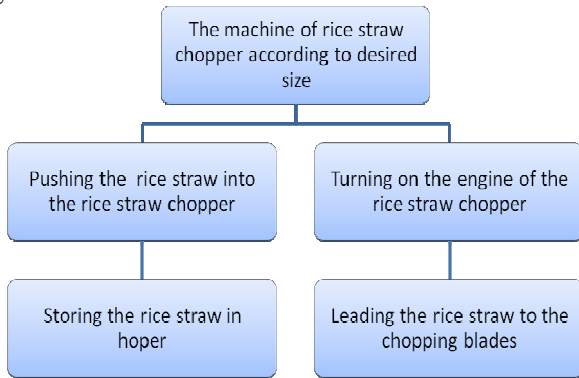 The machine of rice straw
chopper according to desired
size
Pushing the rice straw into
the rice straw chopper
Turning on the engine of the
rice straw chopper
Storing the rice straw in
hoper
Leading the rice straw to the
chopping blades